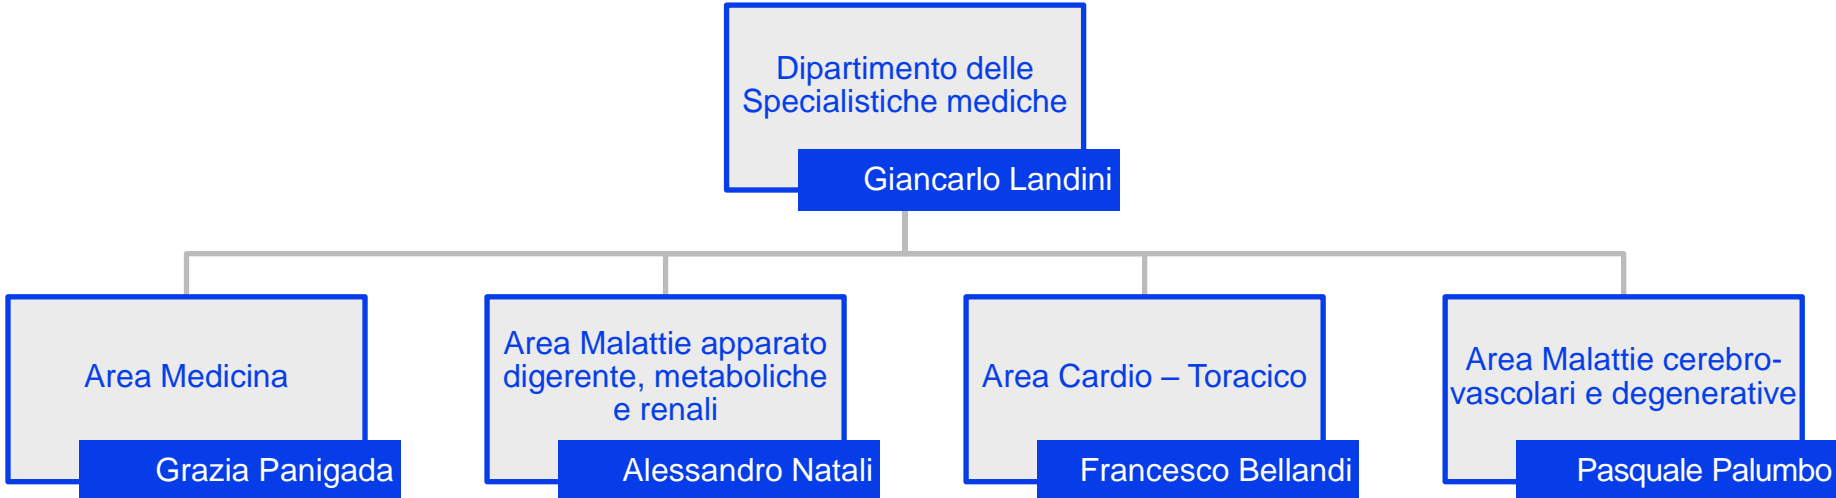 Dipartimento delle
Specialistiche mediche
Giancarlo Landini
Area Medicina
Grazia Panigada
Area Malattie apparato
digerente, metaboliche
e renali
Alessandro Natali
Area Cardio – Toracico
Francesco Bellandi
Area Malattie cerebro-
vascolari e degenerative
Pasquale Palumbo